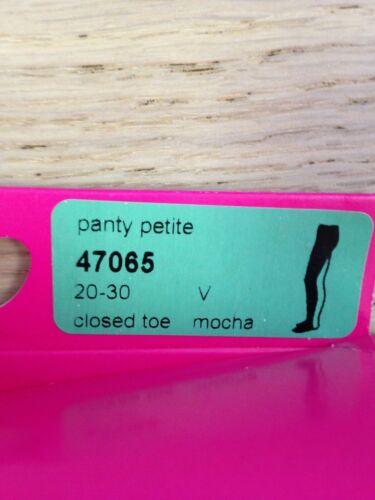 panty petite
47065
20-30 V
closed toe mocha